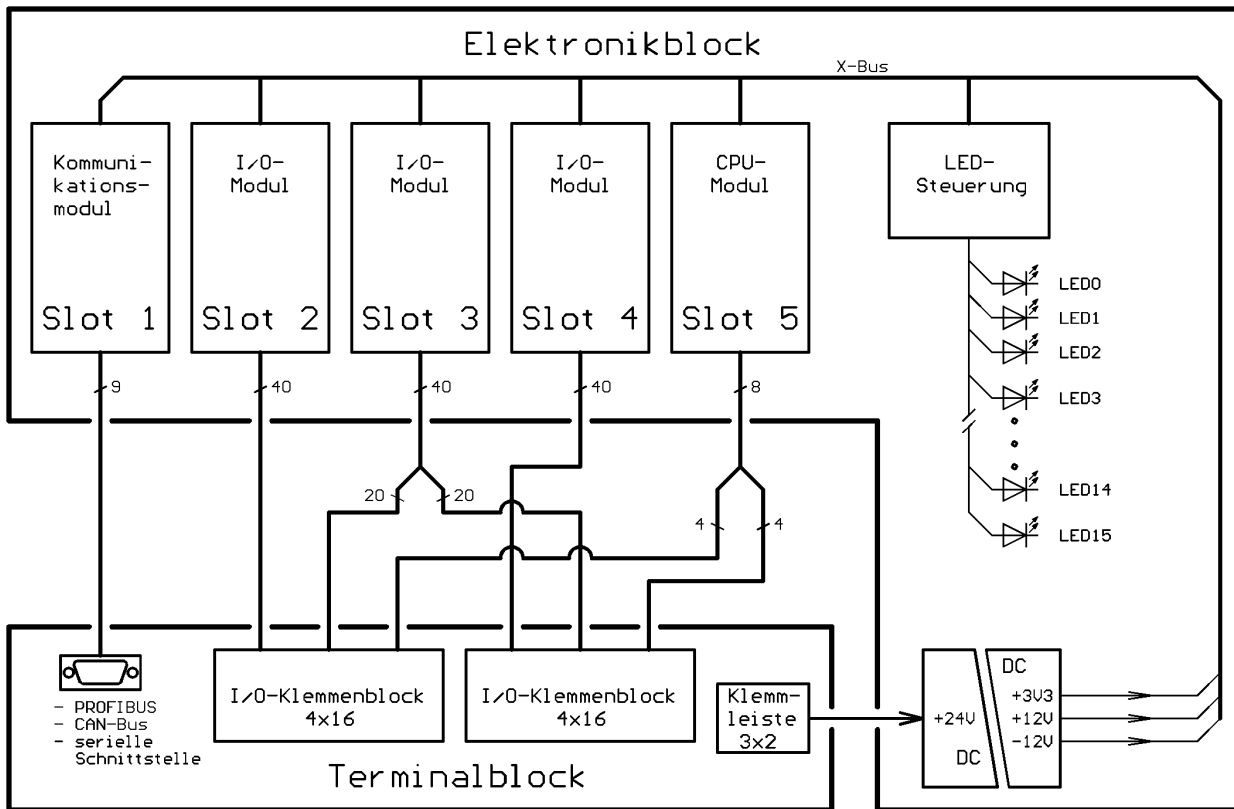 Elektronikblock
X-Bus
Kommuni-
kations-
modul
Slot 1
I/O-
Modul
Slot 2
I/O-
Modul
Slot 3
I/O-
Modul
Slot 4
CPU-
Modul
Slot 5
LED-
Steuerung
LED0
LED1
LED2
LED3
LED14
LED15
9
40
40
40
8
20
20
4
4
- PROFIBUS
- CAN-Bus
- serielle
Schnittstelle
I/O-Klemmenblock
4x16
I/O-Klemmenblock
4x16
Klemm-
leiste
3x2
+24V
DC
DC
+3V3
+12V
-12V
Terminalblock